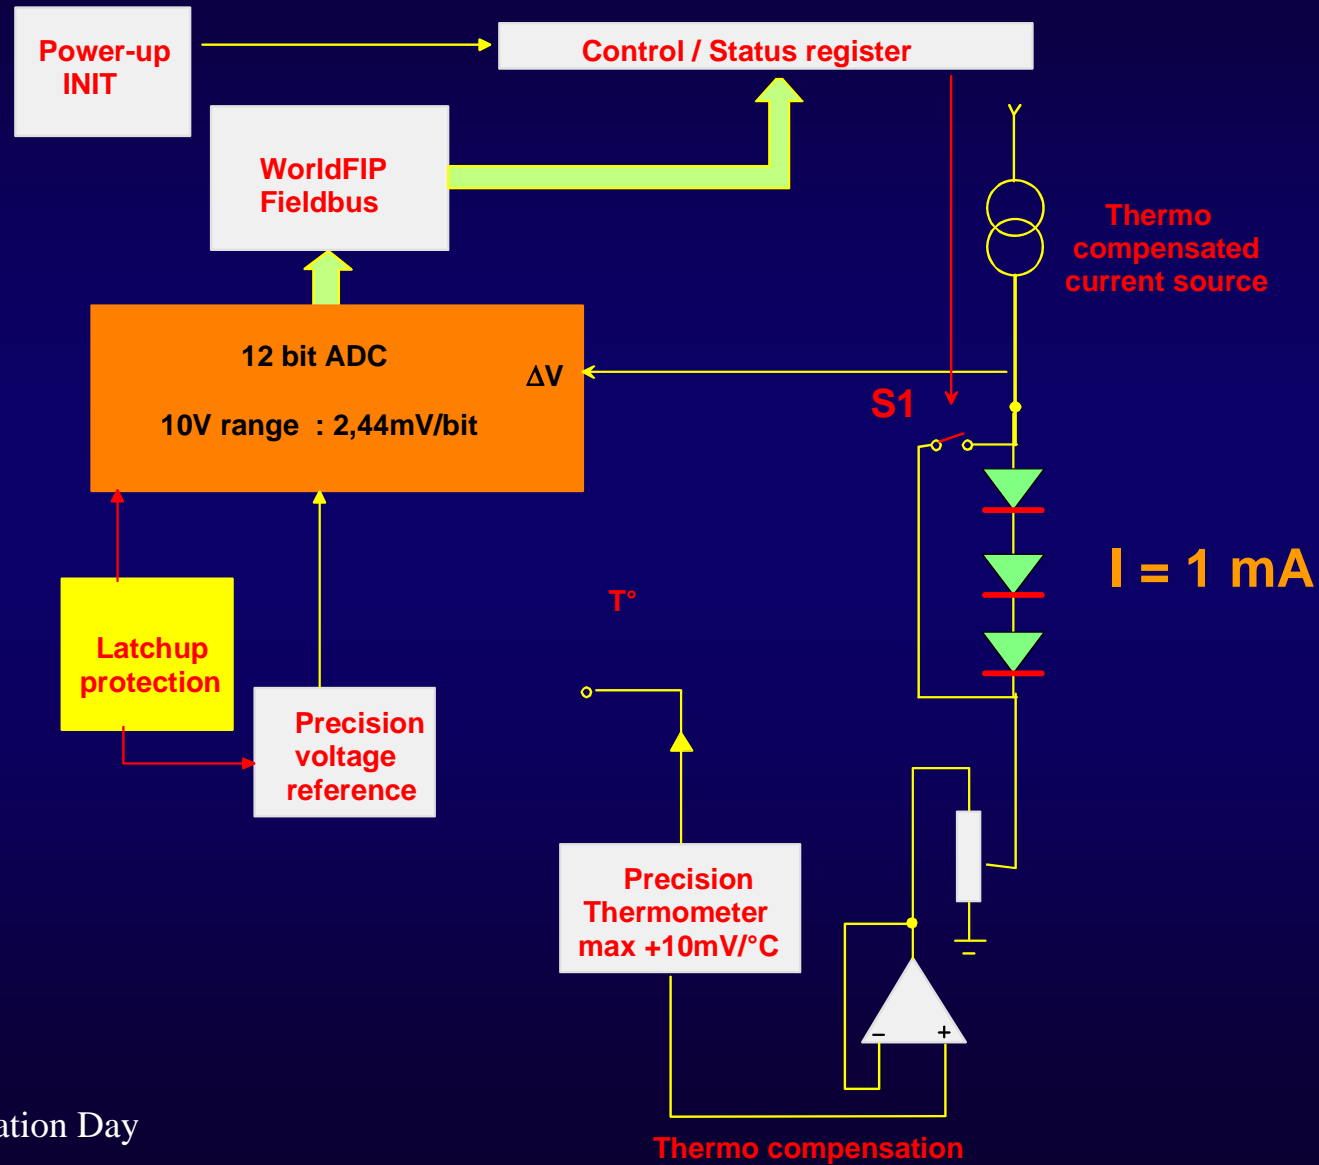 Power-up
INIT
Control / Status register
WorldFIP
Fieldbus
Thermo
compensated
current source
12 bit ADC
ΔV
10V range  : 2,44mV/bit
S1
I = 1 mA
T°
Latchup
protection
Precision
voltage
reference
Precision
Thermometer
max +10mV/°C
– +
ation Day
Thermo compensation